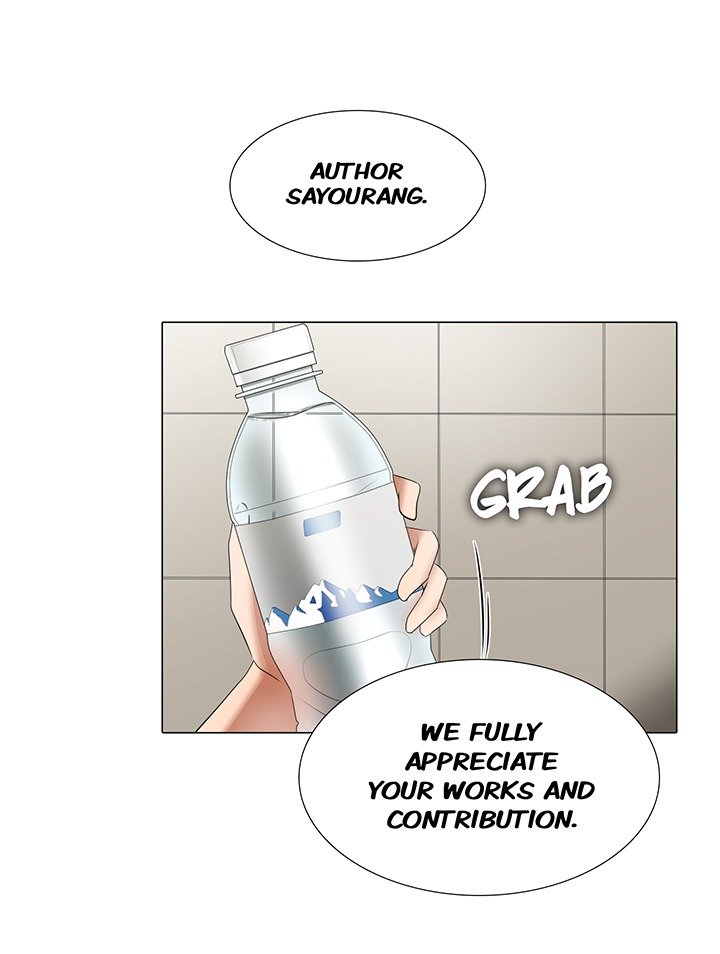 AUTHOR
SAYOURANG.
GRAB
WE FULLY
APPRECIATE
YOUR WORKS AND
CONTRIBUTION.